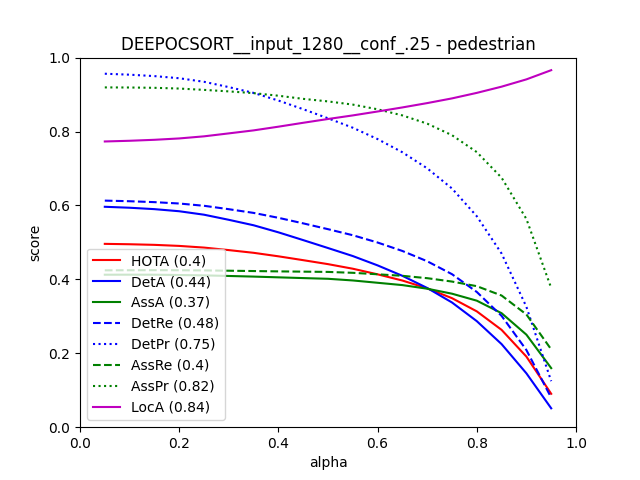 DEEPOCSORT__input_1280__conf_.25 - pedestrian
1.0
0.8
0.6
0.4
0.2
0.0
score
HOTA (0.4)
DetA (0.44)
AssA (0.37)
DetRe (0.48)
DetPr (0.75)
AssRe (0.4)
AssPr (0.82)
LocA (0.84)
0.0 0.2 0.4 0.6 0.8 1.0
alpha